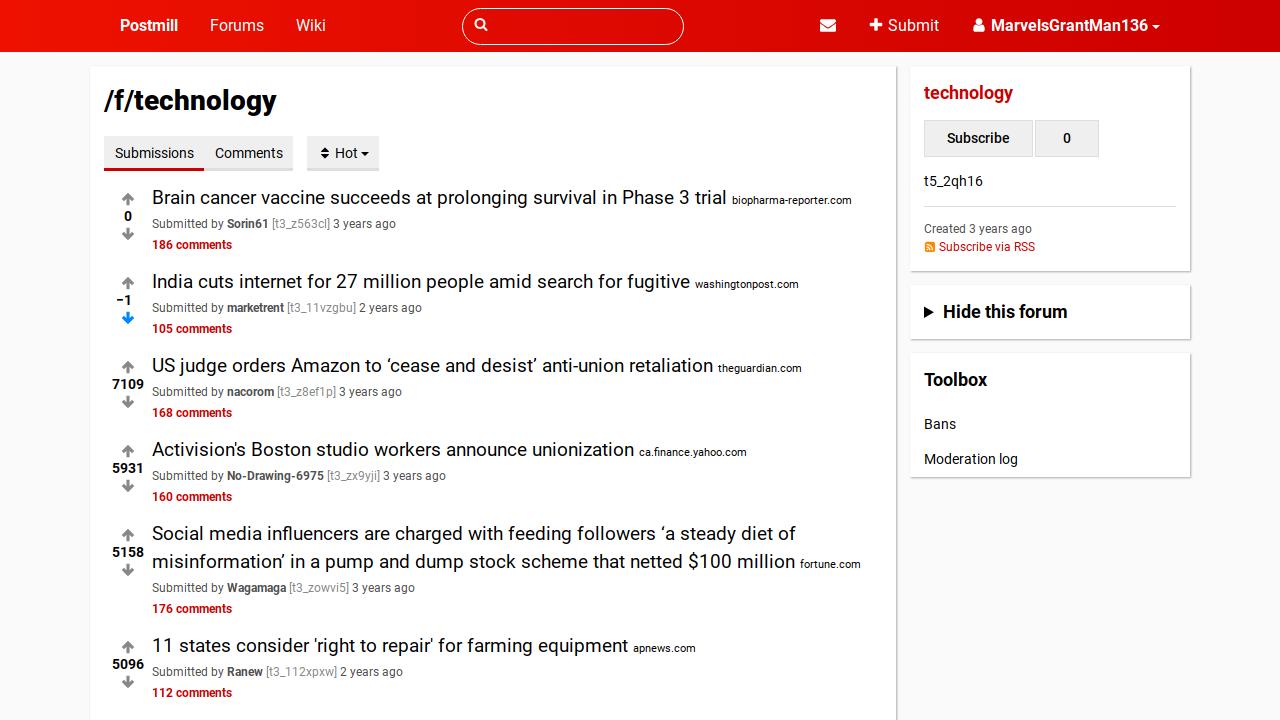 Postmill Forums Wiki Submit MarvelsGrantMan136
/f/technology
Submissions Comments Hot
Brain cancer vaccine succeeds at prolonging survival in Phase 3 trial biopharma-reporter.com
0
Submitted by Sorin61 [t3_z563cl] 3 years ago
186 comments
India cuts internet for 27 million people amid search for fugitive washingtonpost.com
−1
Submitted by marketrent [t3_11vzgbu] 2 years ago
105 comments
US judge orders Amazon to ‘cease and desist’ anti-union retaliation theguardian.com
7109
Submitted by nacorom [t3_z8ef1p] 3 years ago
168 comments
Activision's Boston studio workers announce unionization ca.finance.yahoo.com
5931
Submitted by No-Drawing-6975 [t3_zx9yji] 3 years ago
160 comments
Social media influencers are charged with feeding followers ‘a steady diet of
misinformation’ in a pump and dump stock scheme that netted $100 million fortune.com
5158
Submitted by Wagamaga [t3_zowvi5] 3 years ago
176 comments
11 states consider 'right to repair' for farming equipment apnews.com
5096
Submitted by Ranew [t3_112xpxw] 2 years ago
112 comments
technology
Subscribe 0
t5_2qh16
Created 3 years ago
Subscribe via RSS
Hide this forum
Toolbox
Bans
Moderation log